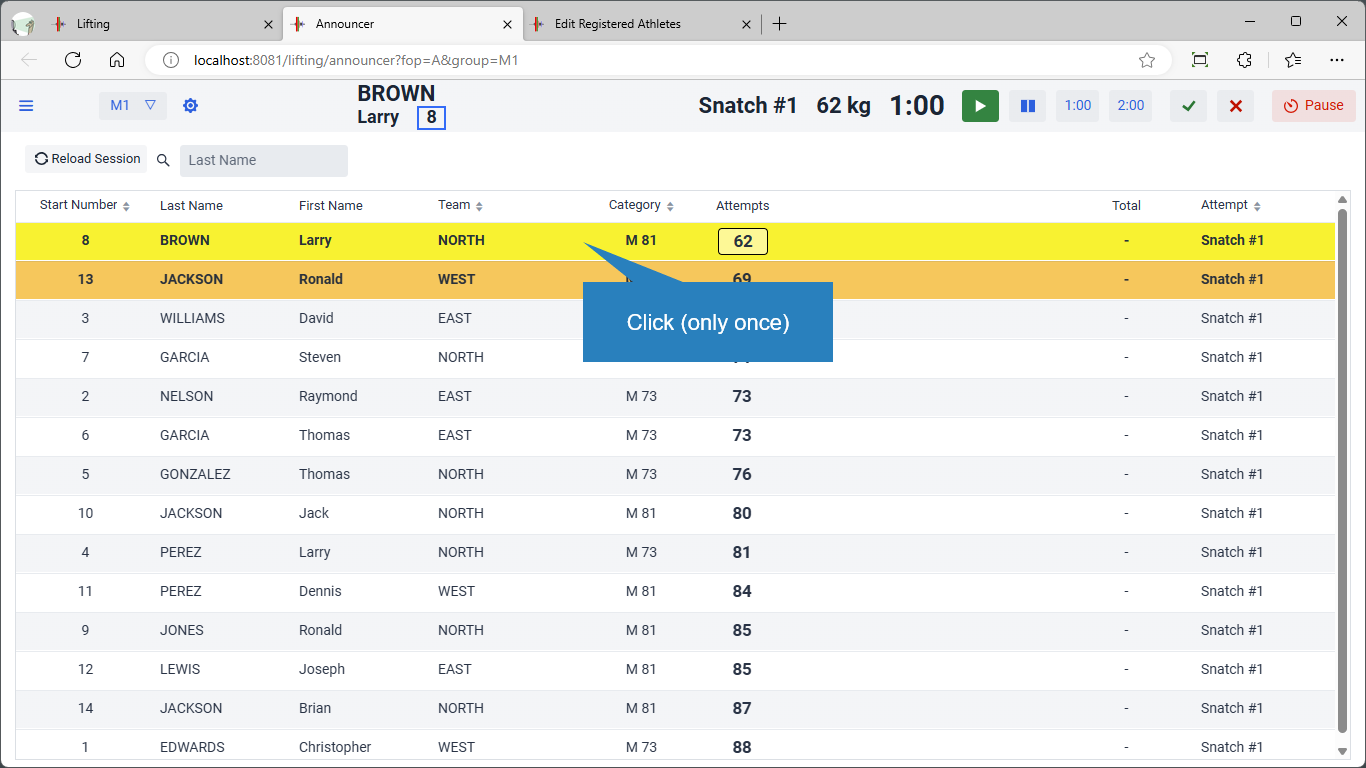 Lifting
Announcer
Edit Registered Athletes
localhost:8081/lifting/announcer?fop=A&group=M1
M1
BROWN
Larry 8
Snatch #1 62 kg 1:00
1:00 2:00 Pause
Reload Session Last Name
Start Number Last Name First Name Team Category Attempts Total Attempt
8 BROWN Larry NORTH M 81 62 - Snatch #1
13 JACKSON Ronald WEST 69 - Snatch #1
3 WILLIAMS David EAST - Snatch #1
Click (only once)
7 GARCIA Steven NORTH - Snatch #1
2 NELSON Raymond EAST M 73 73 - Snatch #1
6 GARCIA Thomas EAST M 73 73 - Snatch #1
5 GONZALEZ Thomas NORTH M 73 76 - Snatch #1
10 JACKSON Jack NORTH M 81 80 - Snatch #1
4 PEREZ Larry NORTH M 73 81 - Snatch #1
11 PEREZ Dennis WEST M 81 84 - Snatch #1
9 JONES Ronald NORTH M 81 85 - Snatch #1
12 LEWIS Joseph EAST M 81 85 - Snatch #1
14 JACKSON Brian NORTH M 81 87 - Snatch #1
1 EDWARDS Christopher WEST M 73 88 - Snatch #1